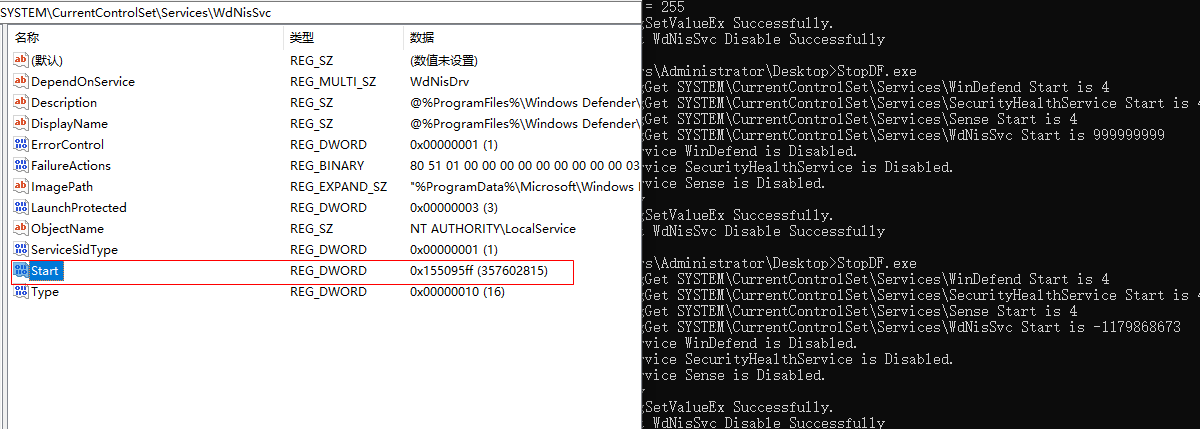 SYSTEM\CurrentControlSet\Services\WdNisSvc
名称 类型 数据
(默认) REG_SZ (数值未设置)
DependOnService REG_MULTI_SZ WdNisDrv
Description REG_SZ @%ProgramFiles%\Windows Defender\
DisplayName REG_SZ @%ProgramFiles%\Windows Defender\
ErrorControl REG_DWORD 0x00000001 (1)
FailureActions REG_BINARY 80 51 01 00 00 00 00 00 00 00 00 00 03
ImagePath REG_EXPAND_SZ "%ProgramData%\Microsoft\Windows
LaunchProtected REG_DWORD 0x00000003 (3)
ObjectName REG_SZ NT AUTHORITY\LocalService
ServiceSidType REG_DWORD 0x00000001 (1)
Start REG_DWORD 0x155095ff (357602815)
Type REG_DWORD 0x00000010 (16)
= 255
SetValueEx Successfully.
WdNisSvc Disable Successfully
rs\Administrator\Desktop>StopDF.exe
Get SYSTEM\CurrentControlSet\Services\WinDefend Start is 4
Get SYSTEM\CurrentControlSet\Services\SecurityHealthService Start is 4
Get SYSTEM\CurrentControlSet\Services\Sense Start is 4
Get SYSTEM\CurrentControlSet\Services\WdNisSvc Start is 999999999
vice WinDefend is Disabled.
vice SecurityHealthService is Disabled.
vice Sense is Disabled.
SetValueEx Successfully.
WdNisSvc Disable Successfully
rs\Administrator\Desktop>StopDF.exe
Get SYSTEM\CurrentControlSet\Services\WinDefend Start is 4
Get SYSTEM\CurrentControlSet\Services\SecurityHealthService Start is 4
Get SYSTEM\CurrentControlSet\Services\Sense Start is 4
Get SYSTEM\CurrentControlSet\Services\WdNisSvc Start is -1179868673
vice WinDefend is Disabled.
vice SecurityHealthService is Disabled.
vice Sense is Disabled.
SetValueEx Successfully.
WdNisSvc Disable Successfully